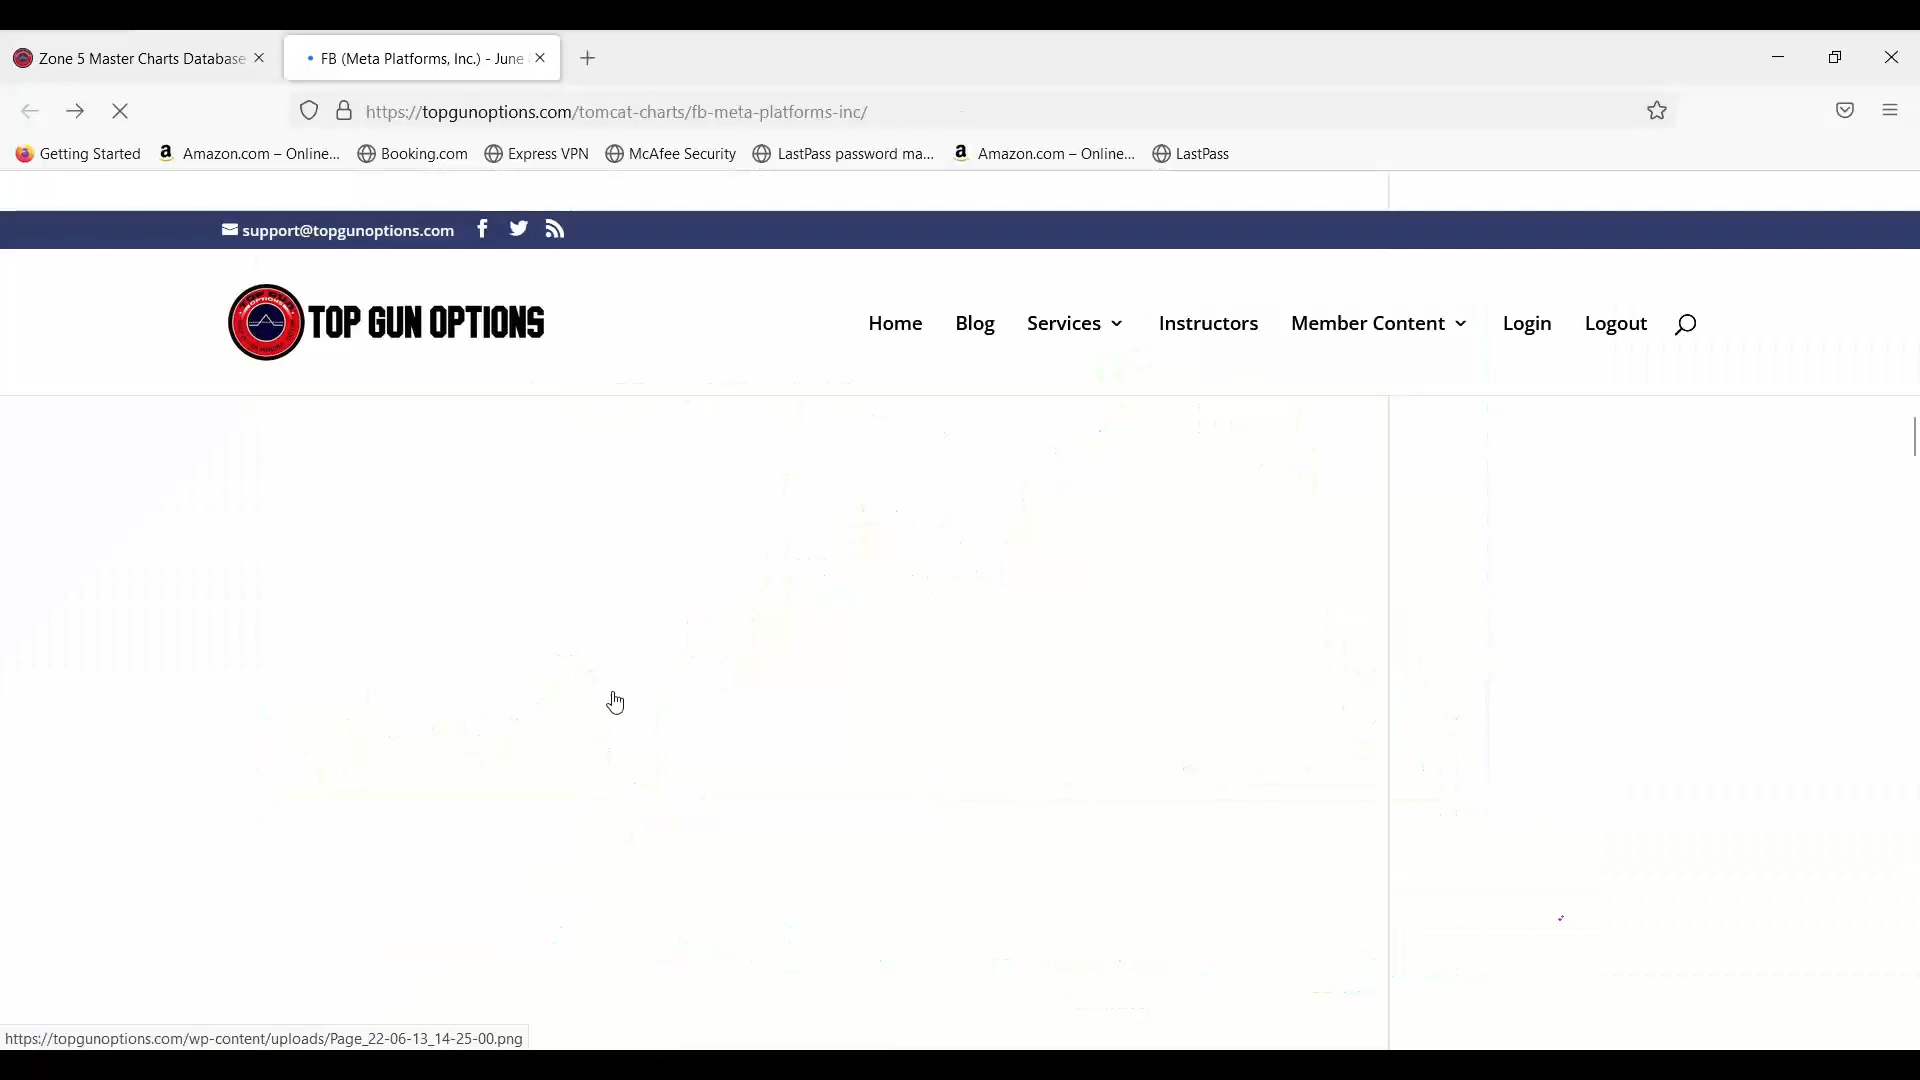 Zone 5 Master Charts Database
FB (Meta Platforms, Inc.) - June
https://topgunoptions.com/tomcat-charts/fb-meta-platforms-inc/
Getting Started
Amazon.com – Online...
Booking.com
Express VPN
McAfee Security
LastPass password ma...
Amazon.com – Online...
LastPass
support@topgunoptions.com
TOP GUN OPTIONS
Home
Blog
Services
Instructors
Member Content
Login
Logout
https://topgunoptions.com/wp-content/uploads/Page_22-06-13_14-25-00.png